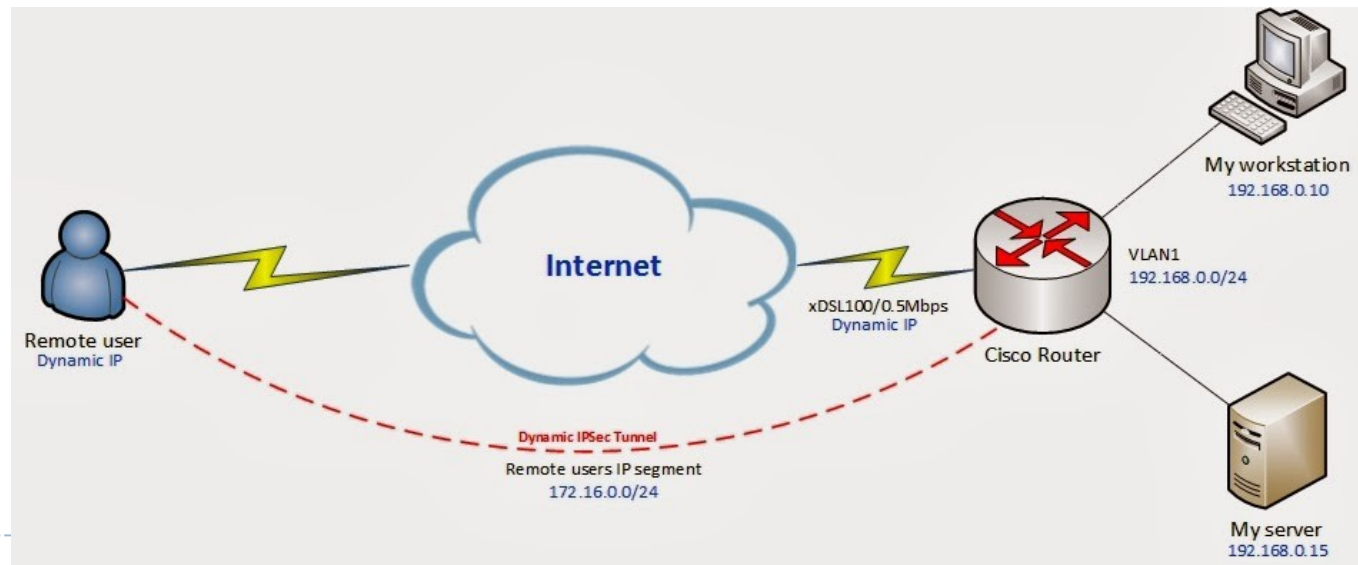 My workstation
192.168.0.10
Internet
VLAN1
192.168.0.0/24
xDSL100/0.5Mbps
Dynamic IP
Cisco Router
Remote user
Dynamic IP
Dynamic IPSec Tunnel
Remote users IP segment
172.16.0.0/24
My server
192.168.0.15